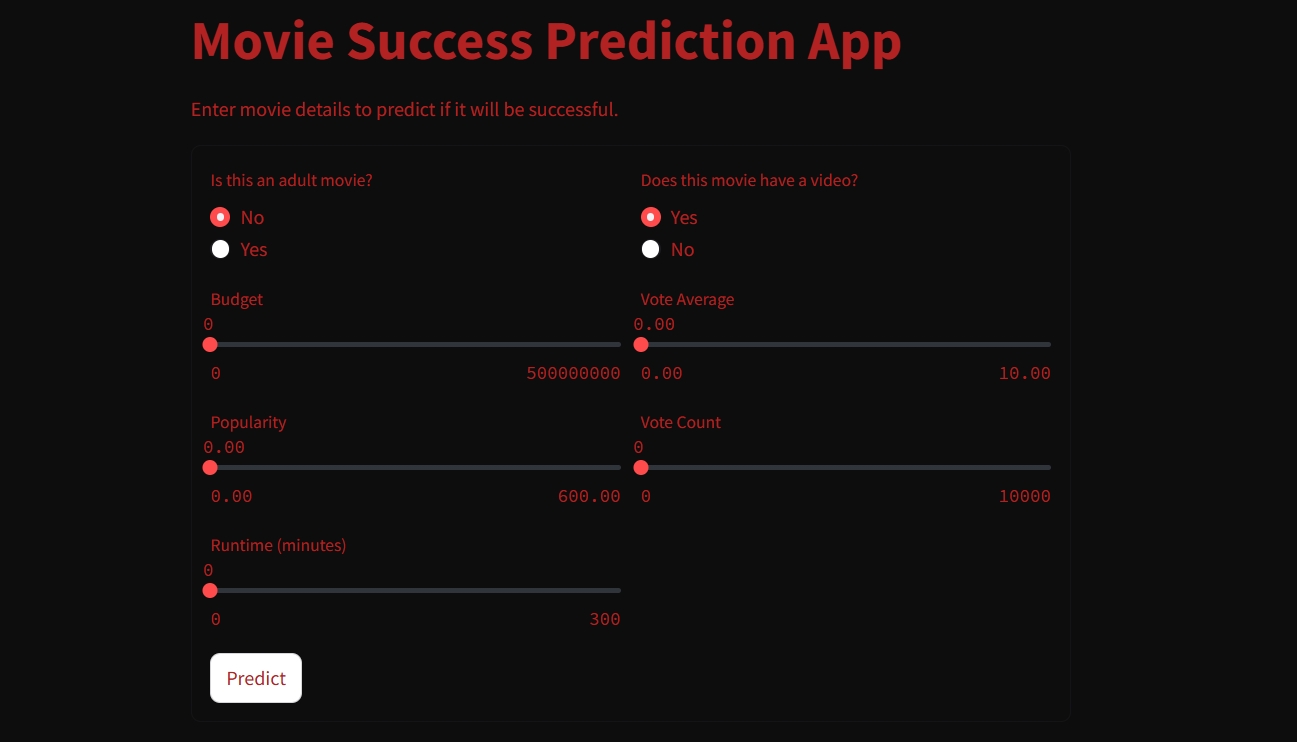 Movie Success Prediction App
Enter movie details to predict if it will be successful.
Is this an adult movie?
No
Yes
Does this movie have a video?
Yes
No
Budget
0
0 500000000
Vote Average
0.00
0.00 10.00
Popularity
0.00
0.00 600.00
Vote Count
0
0 10000
Runtime (minutes)
0
0 300
Predict